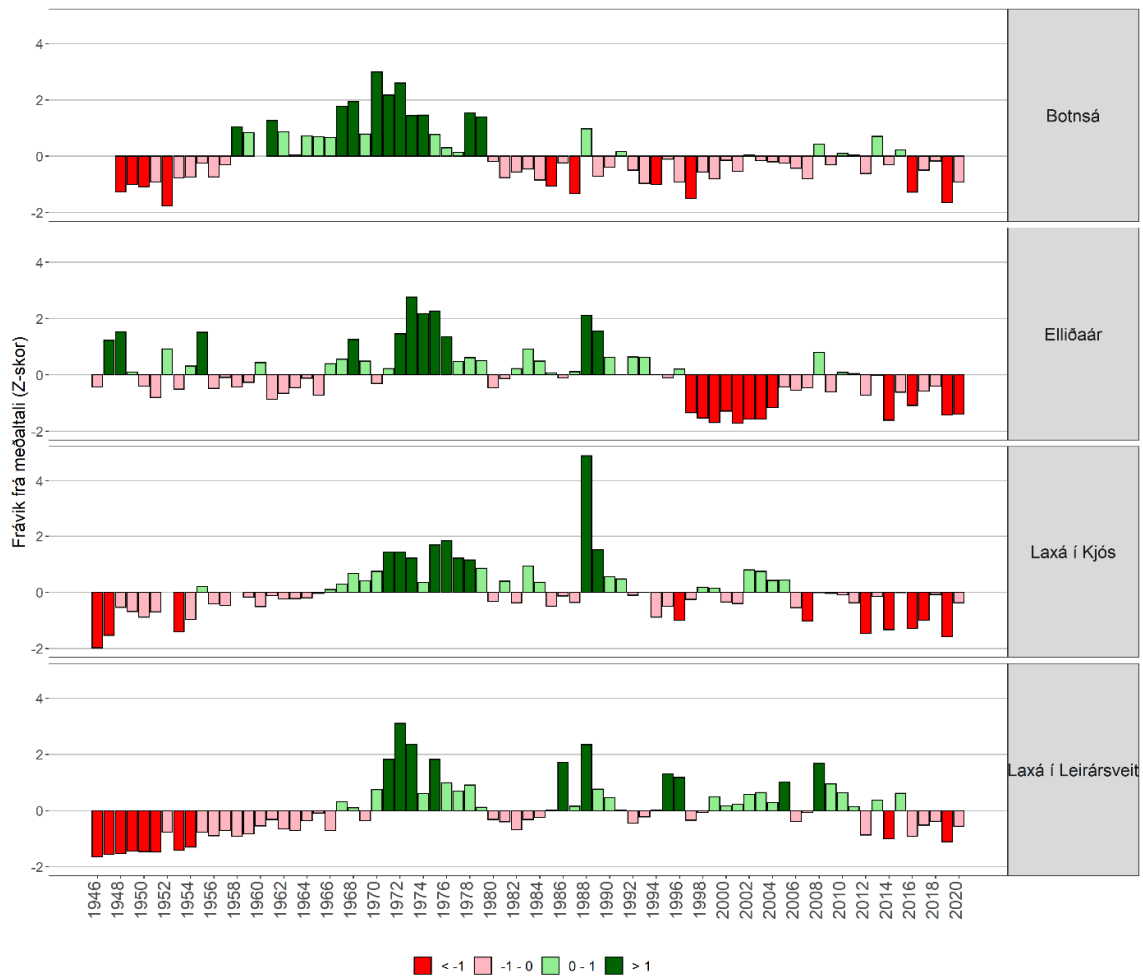 4
2
0
-2
Botnsá
4
2
0
-2
Elliðaár
Frávik frá meðaltali (Z-skor)
4
2
0
-2
Laxá í Kjós
4
2
0
-2
Laxá í Leirársveit
1946 1948 1950 1952 1954 1956 1958 1960 1962 1964 1966 1968 1970 1972 1974 1976 1978 1980 1982 1984 1986 1988 1990 1992 1994 1996 1998 2000 2002 2004 2006 2008 2010 2012 2014 2016 2018 2020
< -1 -1 - 0 0 - 1 > 1